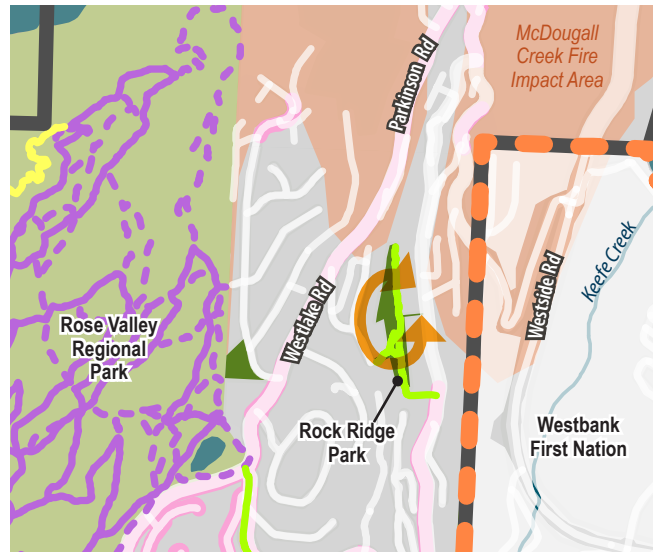 McDougall
Creek Fire
Impact Area
Parkinson Rd
Keefe Creek
Westside Rd
Westlake Rd
Rose Valley
Regional
Park
Rock Ridge
Park
Westbank
First Nation